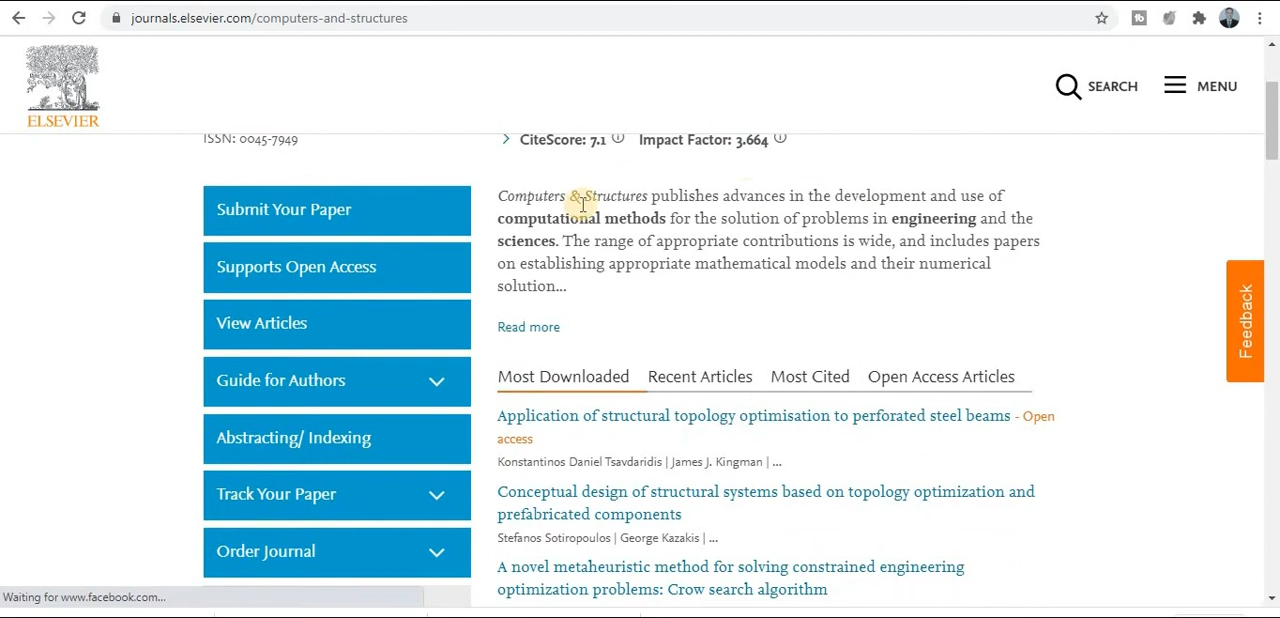 journals.elsevier.com/computers-and-structures
ELSEVIER
SEARCH
MENU
ISSN: 0045-7949
CiteScore: 7.1
Impact Factor: 3.664
Submit Your Paper
Supports Open Access
View Articles
Guide for Authors
Abstracting/ Indexing
Track Your Paper
Order Journal
Computers & Structures publishes advances in the development and use of
computational methods for the solution of problems in engineering and the
sciences. The range of appropriate contributions is wide, and includes papers
on establishing appropriate mathematical models and their numerical
solution...
Read more
Most Downloaded
Recent Articles
Most Cited
Open Access Articles
Application of structural topology optimisation to perforated steel beams - Open
access
Konstantinos Daniel Tsavdaridis | James J. Kingman | ...
Conceptual design of structural systems based on topology optimization and
prefabricated components
Stefanos Sotiropoulos | George Kazakis | ...
A novel metaheuristic method for solving constrained engineering
optimization problems: Crow search algorithm
Feedback
Waiting for www.facebook.com...